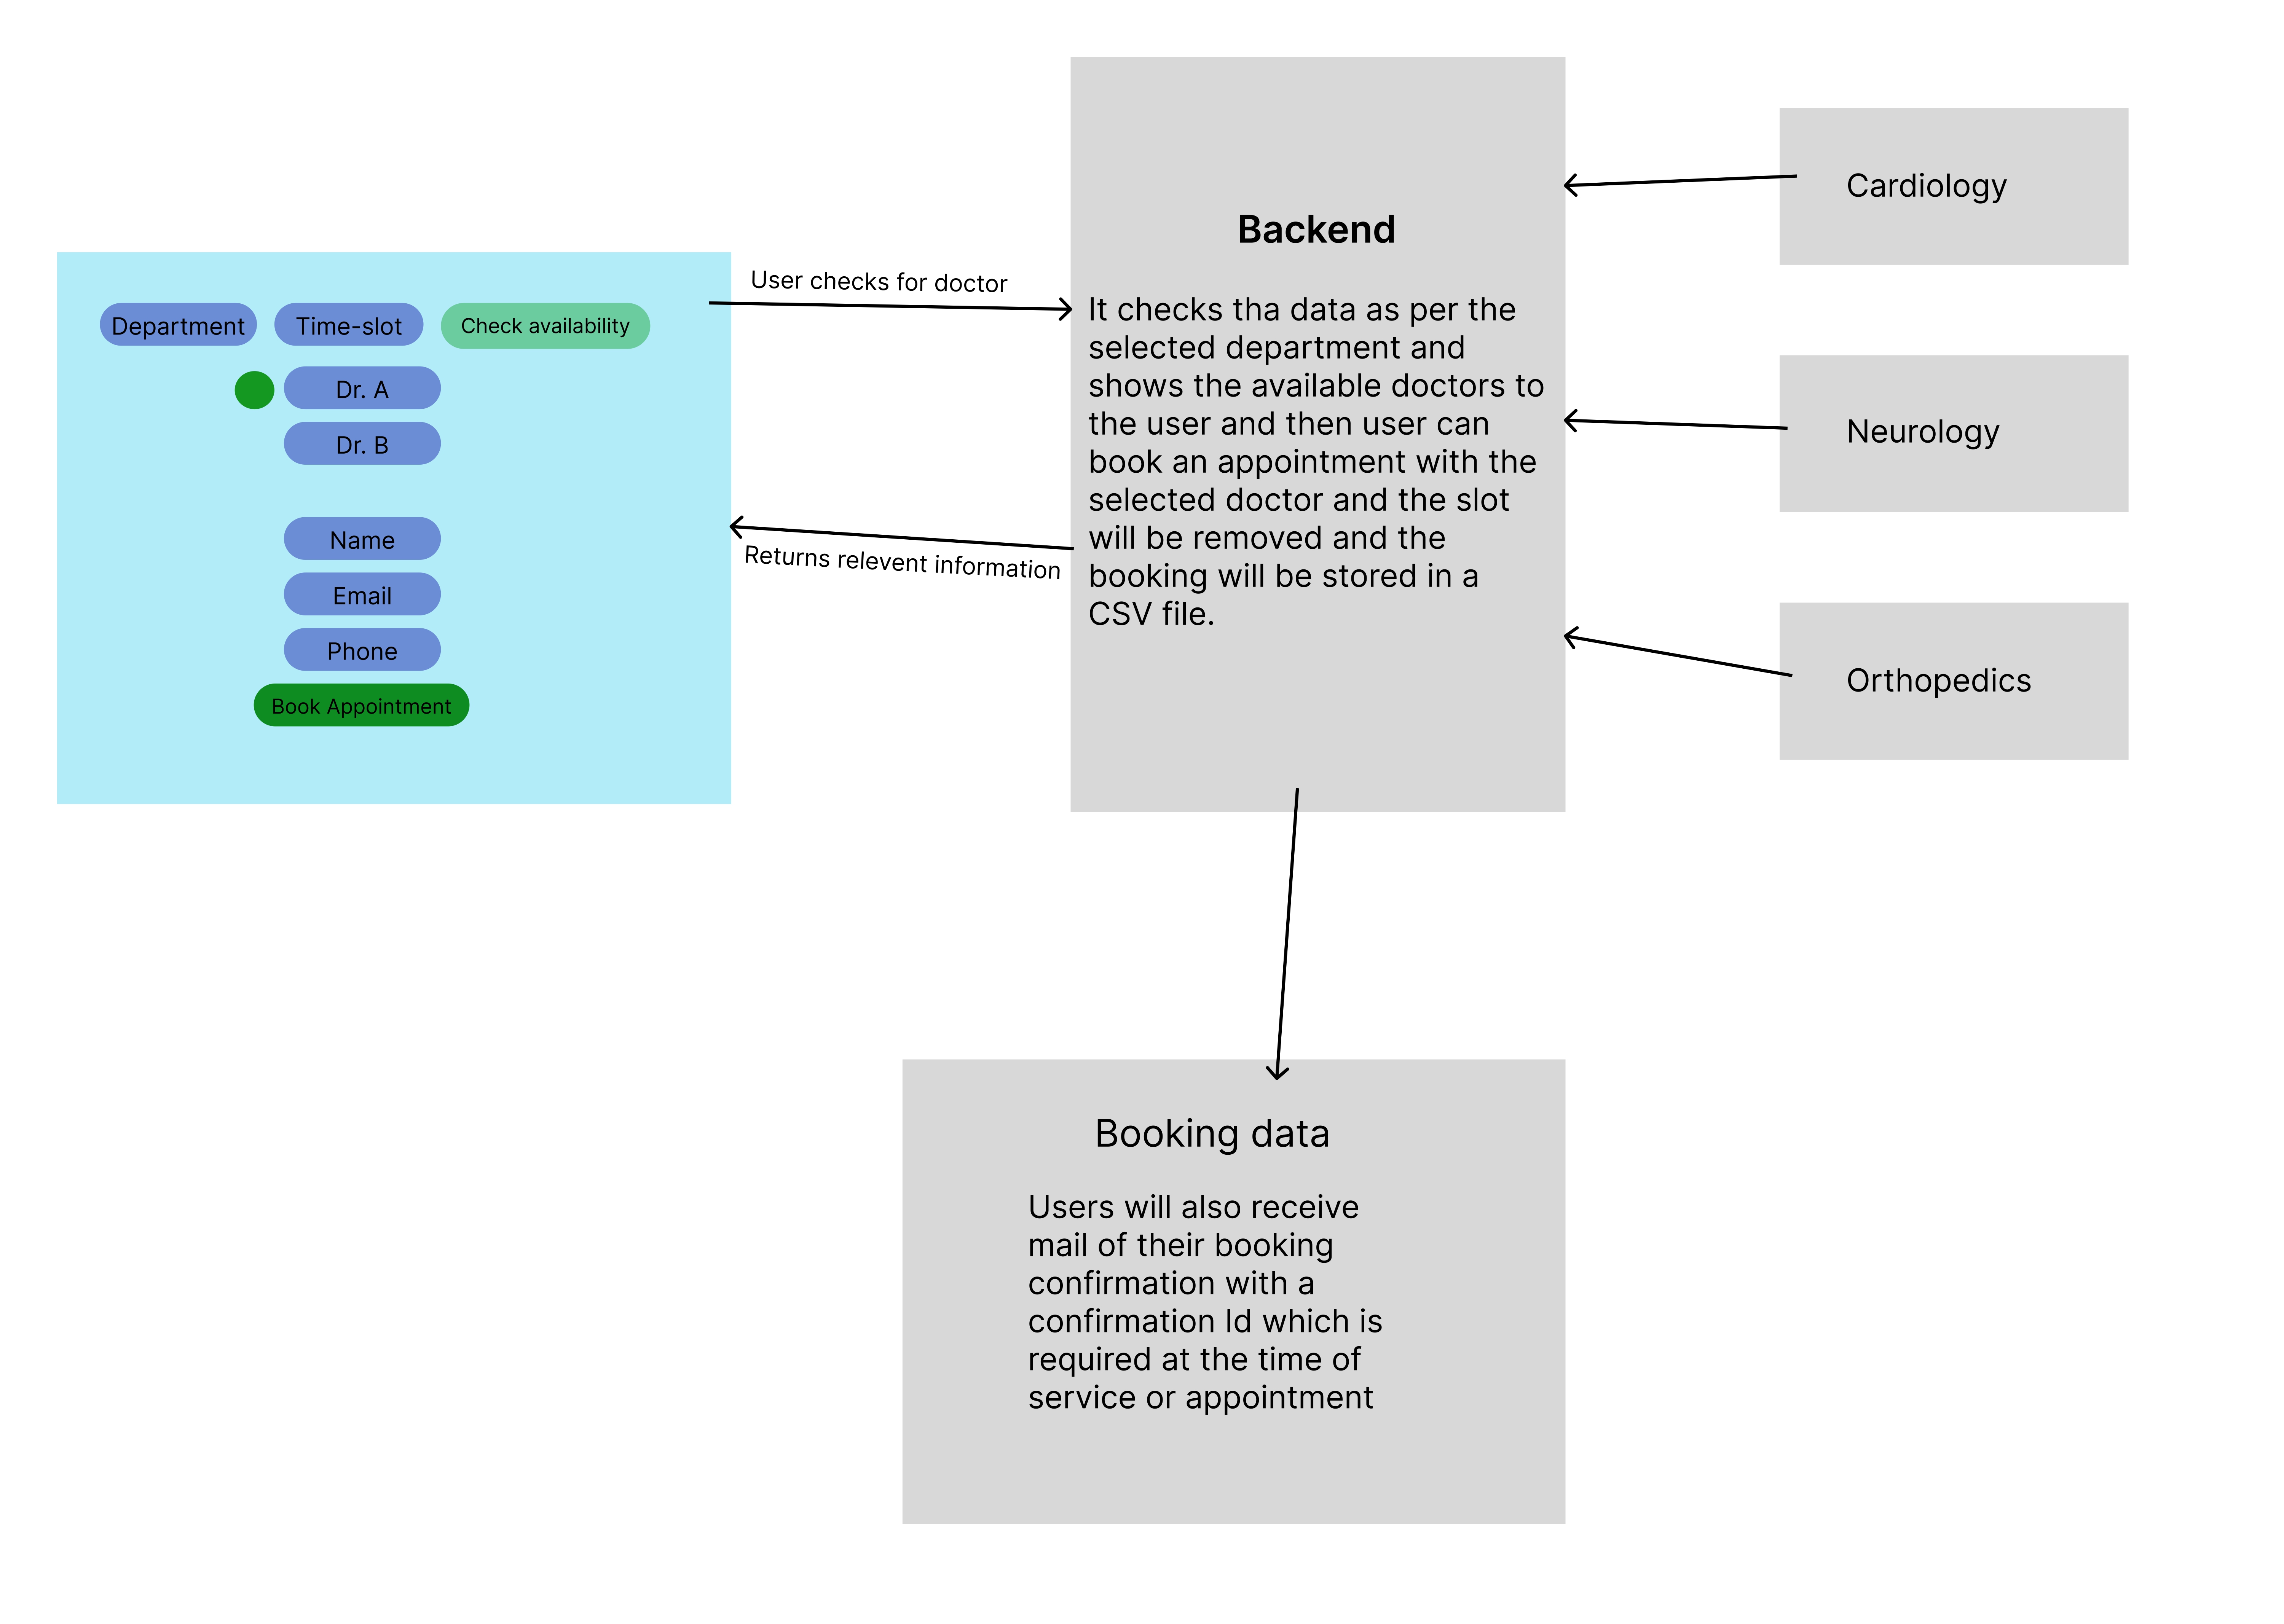 Department
Time-slot
Check availability
Dr. A
Dr. B
Name
Email
Phone
Book Appointment
User checks for doctor
Returns relevent information
Backend
It checks tha data as per the
selected department and
shows the available doctors to
the user and then user can
book an appointment with the
selected doctor and the slot
will be removed and the
booking will be stored in a
CSV file.
Cardiology
Neurology
Orthopedics
Booking data
Users will also receive
mail of their booking
confirmation with a
confirmation Id which is
required at the time of
service or appointment